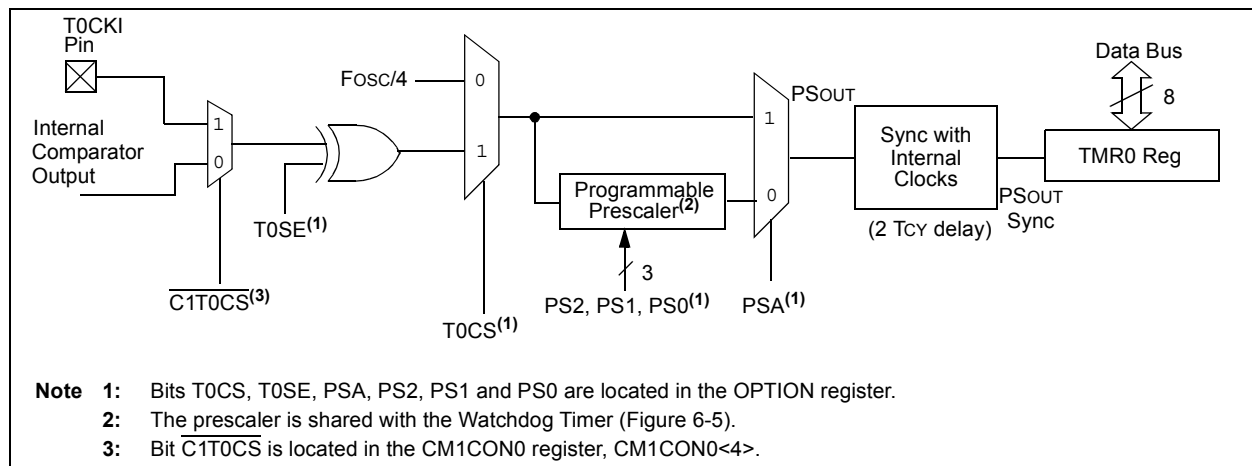 T0CKI
Pin
Internal
Comparator
Output
1
0
C1T0CS(3)
T0SE(1)
FOSC/4
0
1
T0CS(1)
Programmable
Prescaler(2)
3
PS2, PS1, PS0(1)
1
0
PSA(1)
PSOUT
Sync with
Internal
Clocks
(2 TCY delay)
PSOUT
Sync
Data Bus
8
TMR0 Reg
Note 1: Bits T0CS, T0SE, PSA, PS2, PS1 and PS0 are located in the OPTION register.
2: The prescaler is shared with the Watchdog Timer (Figure 6-5).
3: Bit C1T0CS is located in the CM1CON0 register, CM1CON0<4>.